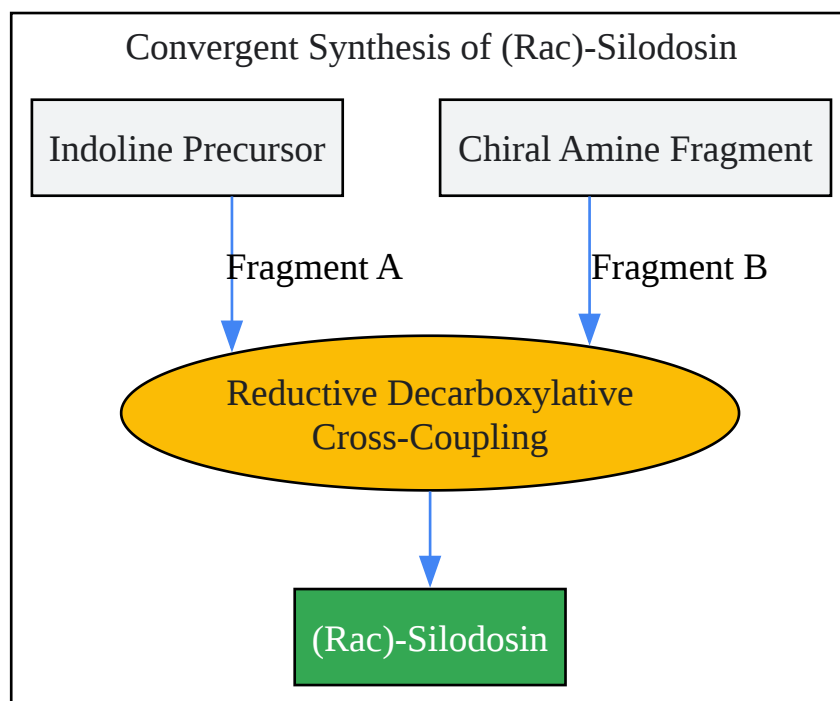 Convergent Synthesis of (Rac)-Silodosin
Indoline Precursor
Chiral Amine Fragment
Fragment A
Fragment B
Reductive Decarboxylative
Cross-Coupling
(Rac)-Silodosin